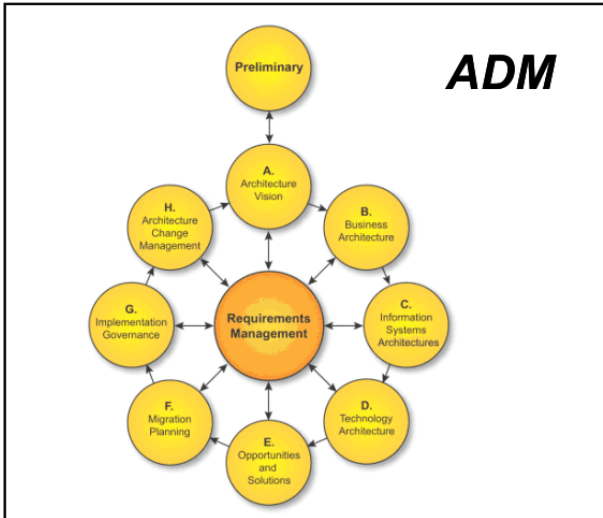 ADM
Preliminary
A.
Architecture
Vision
B.
Business
Architecture
C.
Information
Systems
Architectures
D.
Technology
Architecture
E.
Opportunities
and
Solutions
F.
Migration
Planning
G.
Implementation
Governance
H.
Architecture
Change
Management
Requirements
Management